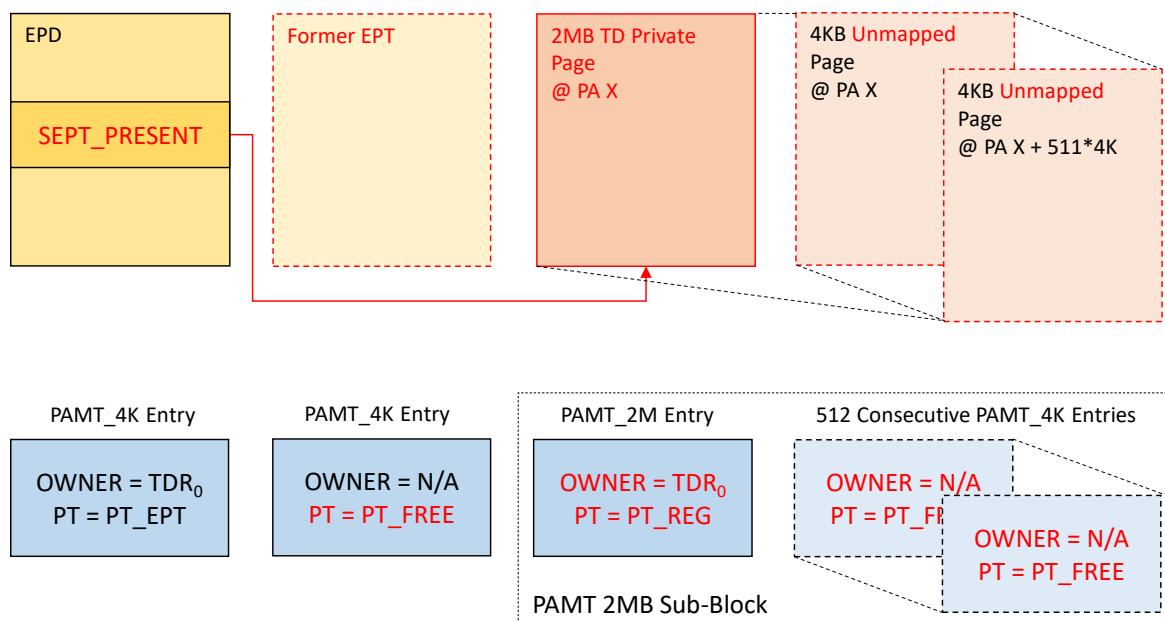 EPD
SEPT_PRESENT
Former EPT
2MB TD Private
Page
@ PA X
4KB Unmapped
Page
@ PA X
4KB Unmapped
Page
@ PA X + 511*4K
PAMT_4K Entry
OWNER = TDR₀
PT = PT_EPT
PAMT_4K Entry
OWNER = N/A
PT = PT_FREE
PAMT_2M Entry
OWNER = TDR₀
PT = PT_REG
512 Consecutive PAMT_4K Entries
OWNER = N/A
PT =
OWNER = N/A
PT = PT_FREE
PAMT 2MB Sub-Block